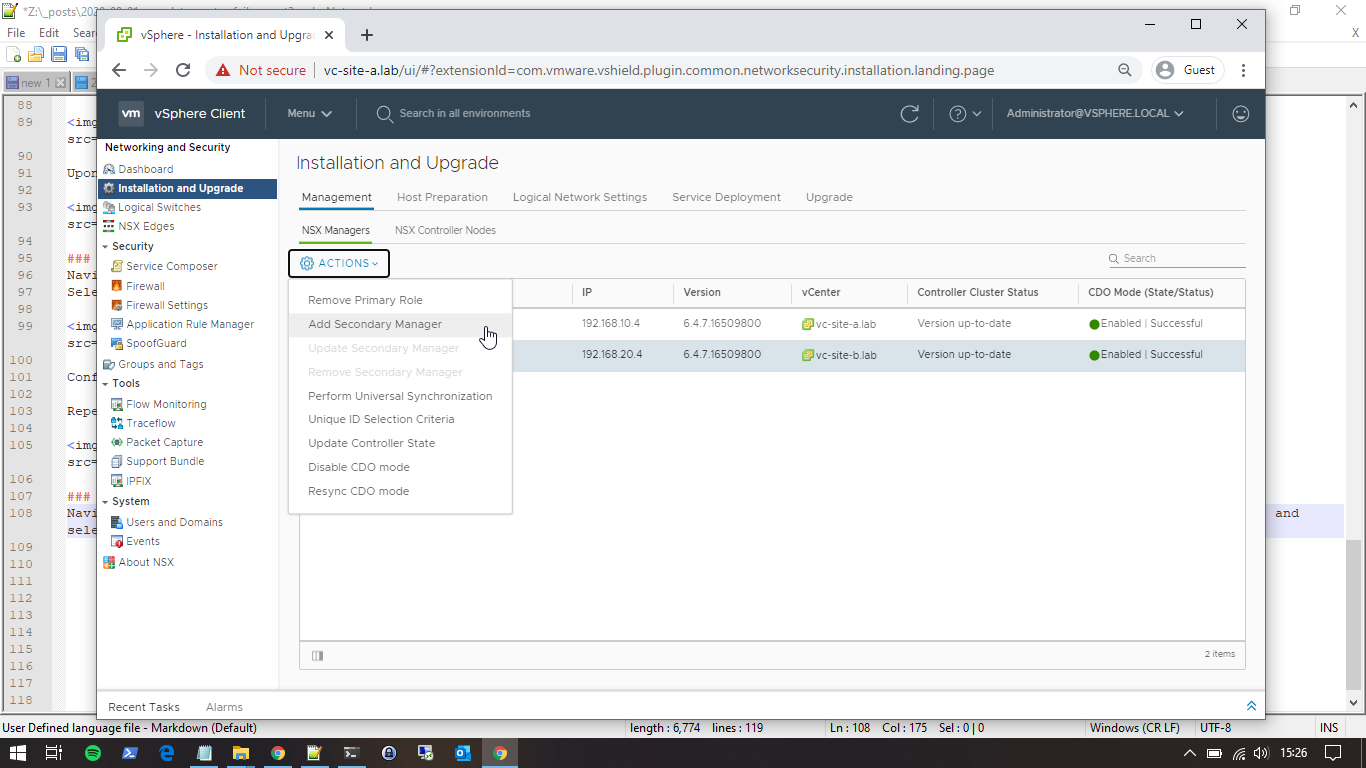 File Edit Sear
X
new 1
88
89 <img
src=
90
91 Upon
92
93 <img
src=
94
95 ###
96 Navi
97 Sele
98
99 <img
src=
100
101 Conf
102
103 Repe
104
105 <img
src=
106
107 ###
108 Navi and
sele
109
110
111
112
113
114
115
116
117
118
vSphere - Installation and Upgra
Not secure | vc-site-a.lab/ui/#?extensionId=com.vmware.vshield.plugin.common.networksecurity.installation.landing.page
Guest
vm vSphere Client Menu Search in all environments Administrator@VSPHERE.LOCAL
Networking and Security
Dashboard
Installation and Upgrade
Logical Switches
NSX Edges
Security
Service Composer
Firewall
Firewall Settings
Application Rule Manager
SpoofGuard
Groups and Tags
Tools
Flow Monitoring
Traceflow
Packet Capture
Support Bundle
IPFIX
System
Users and Domains
Events
About NSX
Installation and Upgrade
Management Host Preparation Logical Network Settings Service Deployment Upgrade
NSX Managers NSX Controller Nodes
ACTIONS
Search
Remove Primary Role
Add Secondary Manager
Update Secondary Manager
Remove Secondary Manager
Perform Universal Synchronization
Unique ID Selection Criteria
Update Controller State
Disable CDO mode
Resync CDO mode
IP Version vCenter Controller Cluster Status CDO Mode (State/Status)
192.168.10.4 6.4.7.16509800 vc-site-a.lab Version up-to-date Enabled | Successful
192.168.20.4 6.4.7.16509800 vc-site-b.lab Version up-to-date Enabled | Successful
2 items
Recent Tasks Alarms
User Defined language file - Markdown (Default) length : 6,774 lines : 119 Ln : 108 Col : 175 Sel : 0 | 0 Windows (CR LF) UTF-8 INS
15:26